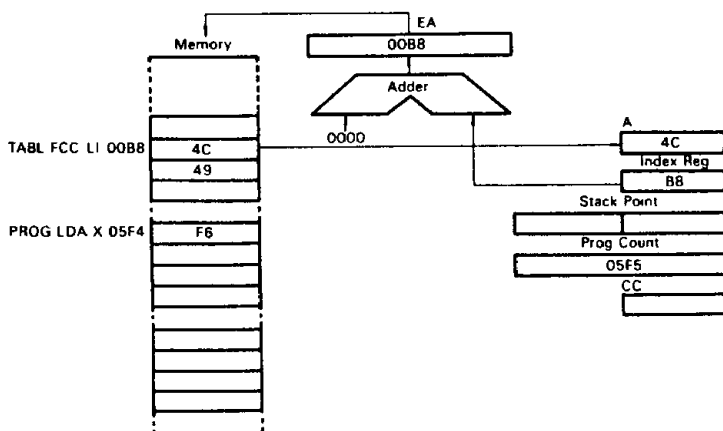 EA
Memory
00B8
Adder
0000
A
TABL FCC LI 00B8
4C
4C
49
Index Reg
B8
Stack Point
PROG LDA X 05F4
F6
Prog Count
05F5
CC